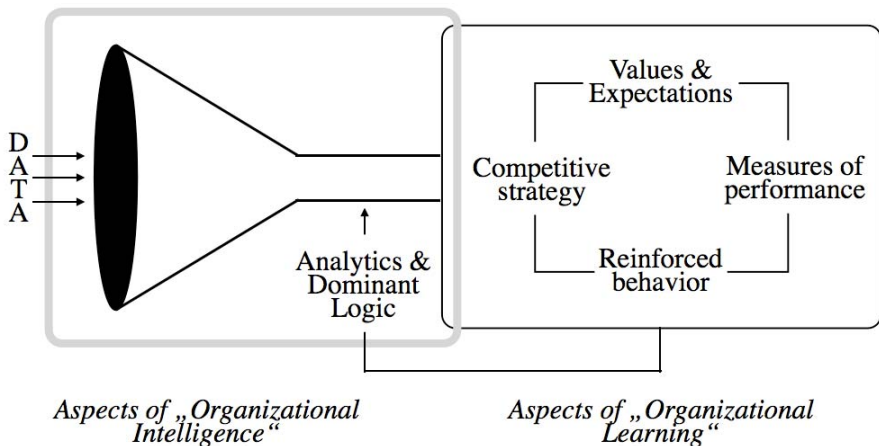 DATA
Analytics &
Dominant
Logic
Values &
Expectations
Competitive
strategy
Measures of
performance
Reinforced
behavior
Aspects of „Organizational
Intelligence“
Aspects of „Organizational
Learning“